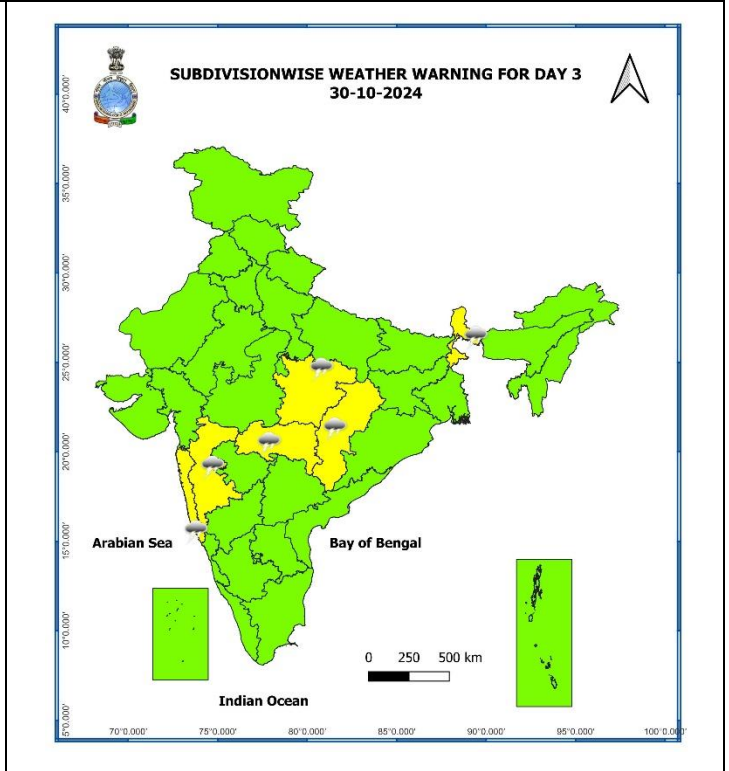 SUBDIVISIONWISE WEATHER WARNING FOR DAY 3
30-10-2024
40°0.000'
35°0.000'
30°0.000'
25°0.000'
20°0.000'
15°0.000'
10°0.000'
5°0.000'
Arabian Sea
Bay of Bengal
0 250 500 km
Indian Ocean
70°0.000' 75°0.000' 80°0.000' 85°0.000' 90°0.000' 95°0.000' 100°0.000'